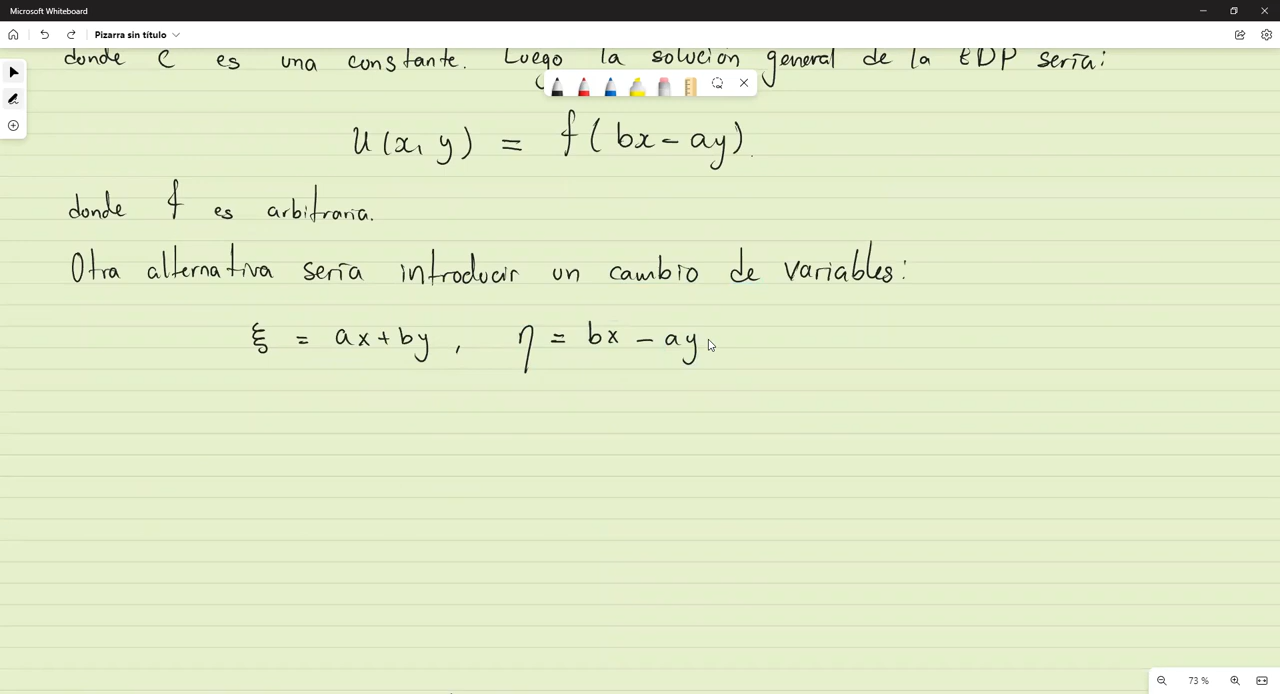 Microsoft Whiteboard
Pizarra sin título
donde C es una constante. Luego la solución general de la EDP sería:
u(x, y) = f(bx - ay).
donde f es arbitraria.
Otra alternativa sería introducir un cambio de variables:
ξ = ax + by , η = bx - ay
73 %